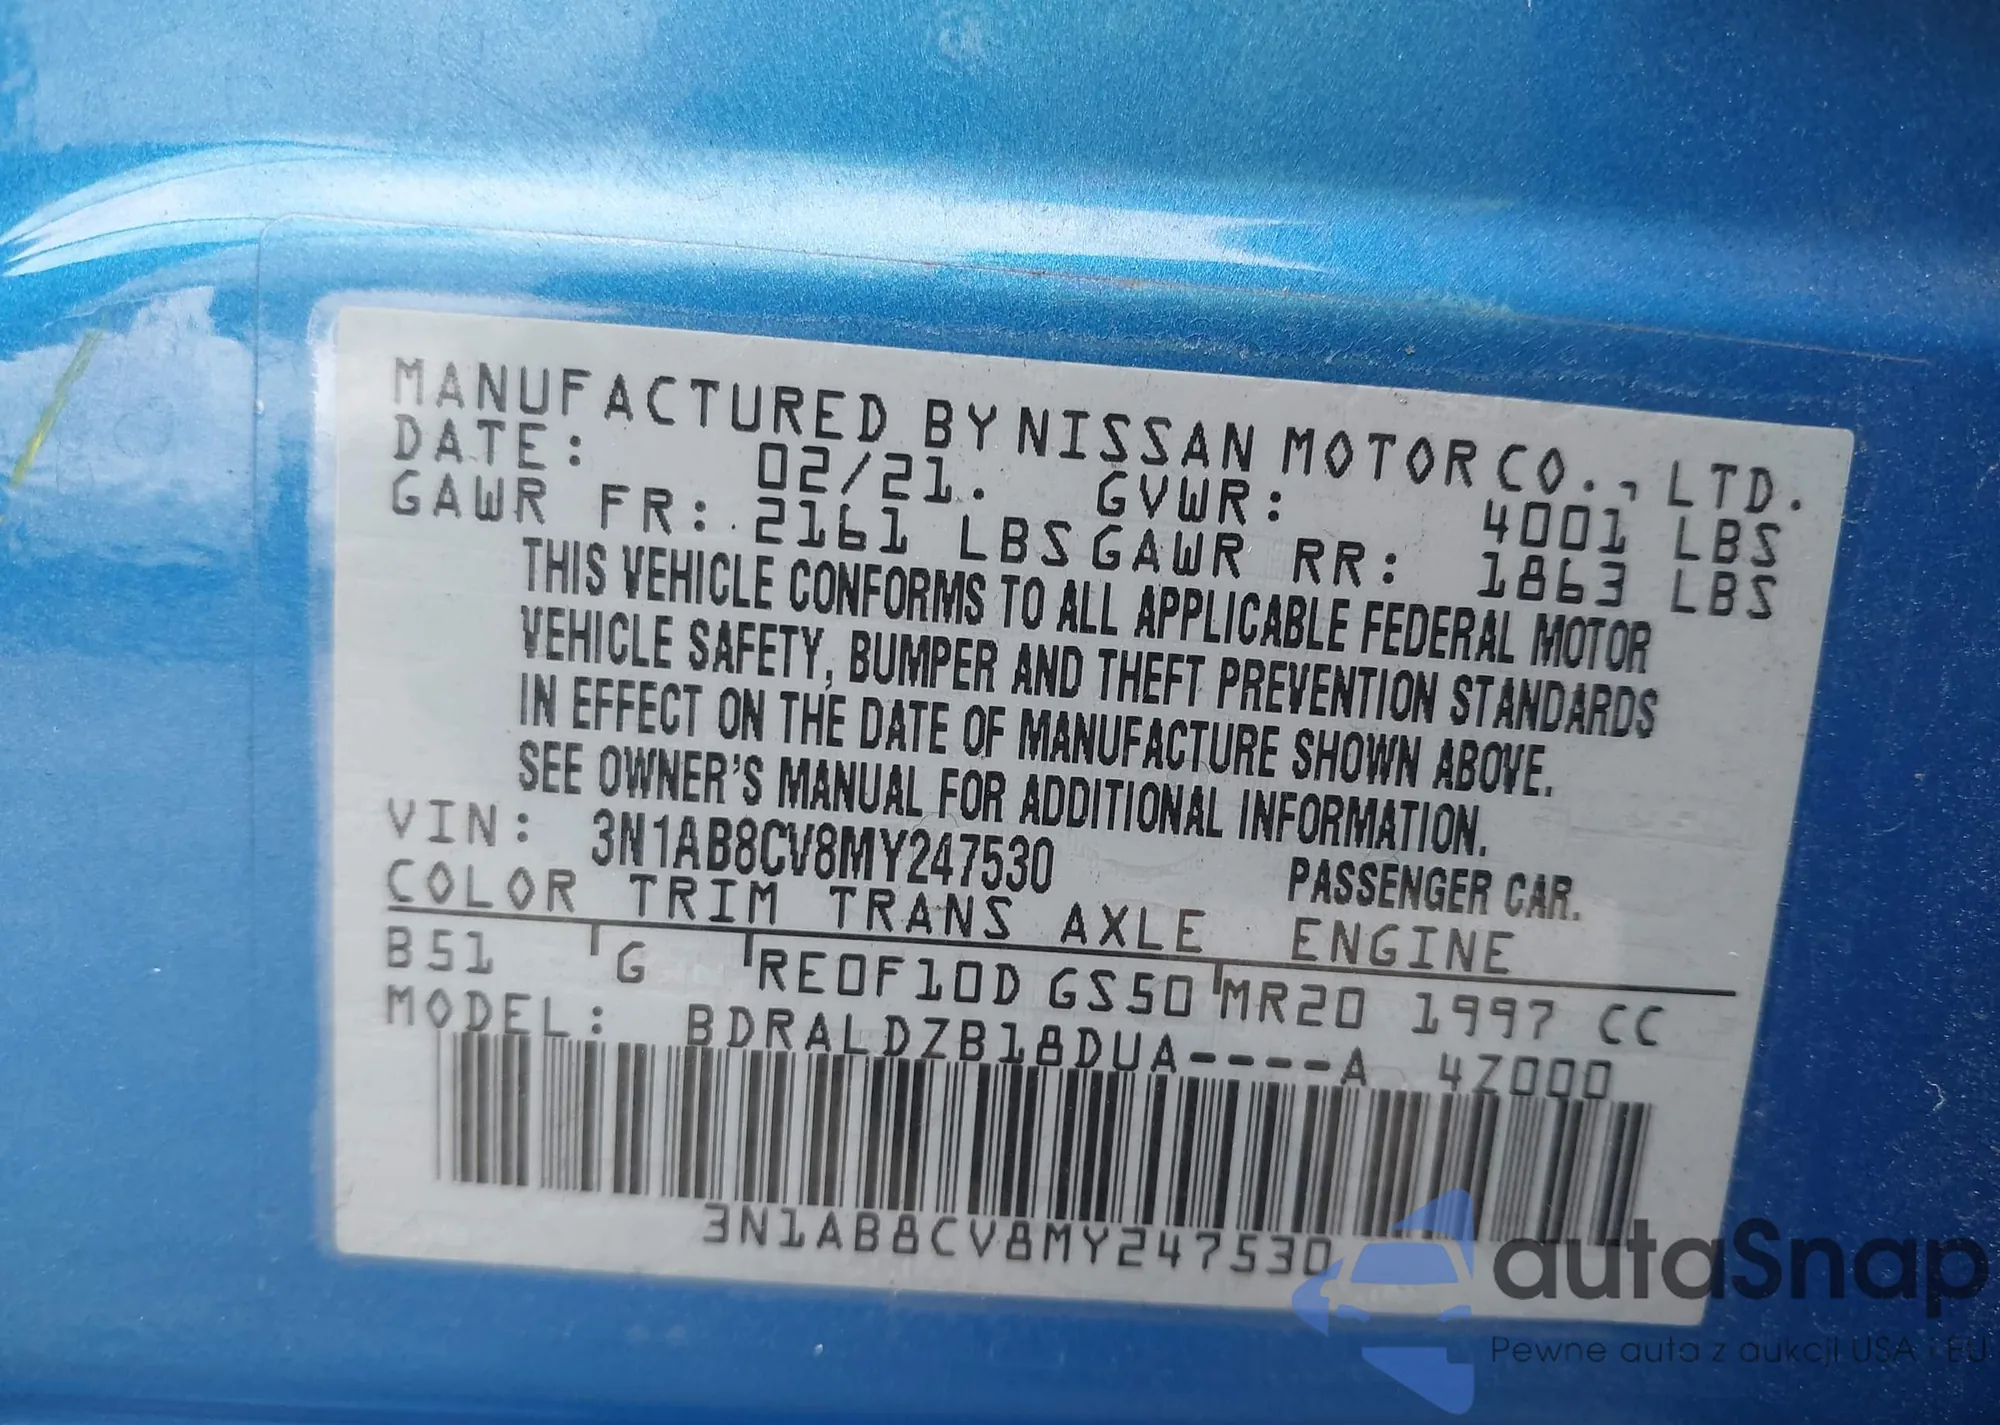 MANUFACTURED BY NISSAN MOTOR CO., LTD.
DATE: 02/21. GVWR: 4001 LBS
GAWR FR: 2161 LBS GAWR RR: 1863 LBS
THIS VEHICLE CONFORMS TO ALL APPLICABLE FEDERAL MOTOR
VEHICLE SAFETY, BUMPER AND THEFT PREVENTION STANDARDS
IN EFFECT ON THE DATE OF MANUFACTURE SHOWN ABOVE.
SEE OWNER'S MANUAL FOR ADDITIONAL INFORMATION.
VIN: 3N1AB8CV8MY247530 PASSENGER CAR.
COLOR TRIM TRANS AXLE ENGINE
B51 G RE0F10D GS50 MR20 1997 CC
MODEL: BDRALDZB18DUA----A 4Z000
3N1AB8CV8MY247530
autaSnap
Pewne auta z aukcji USA i EU